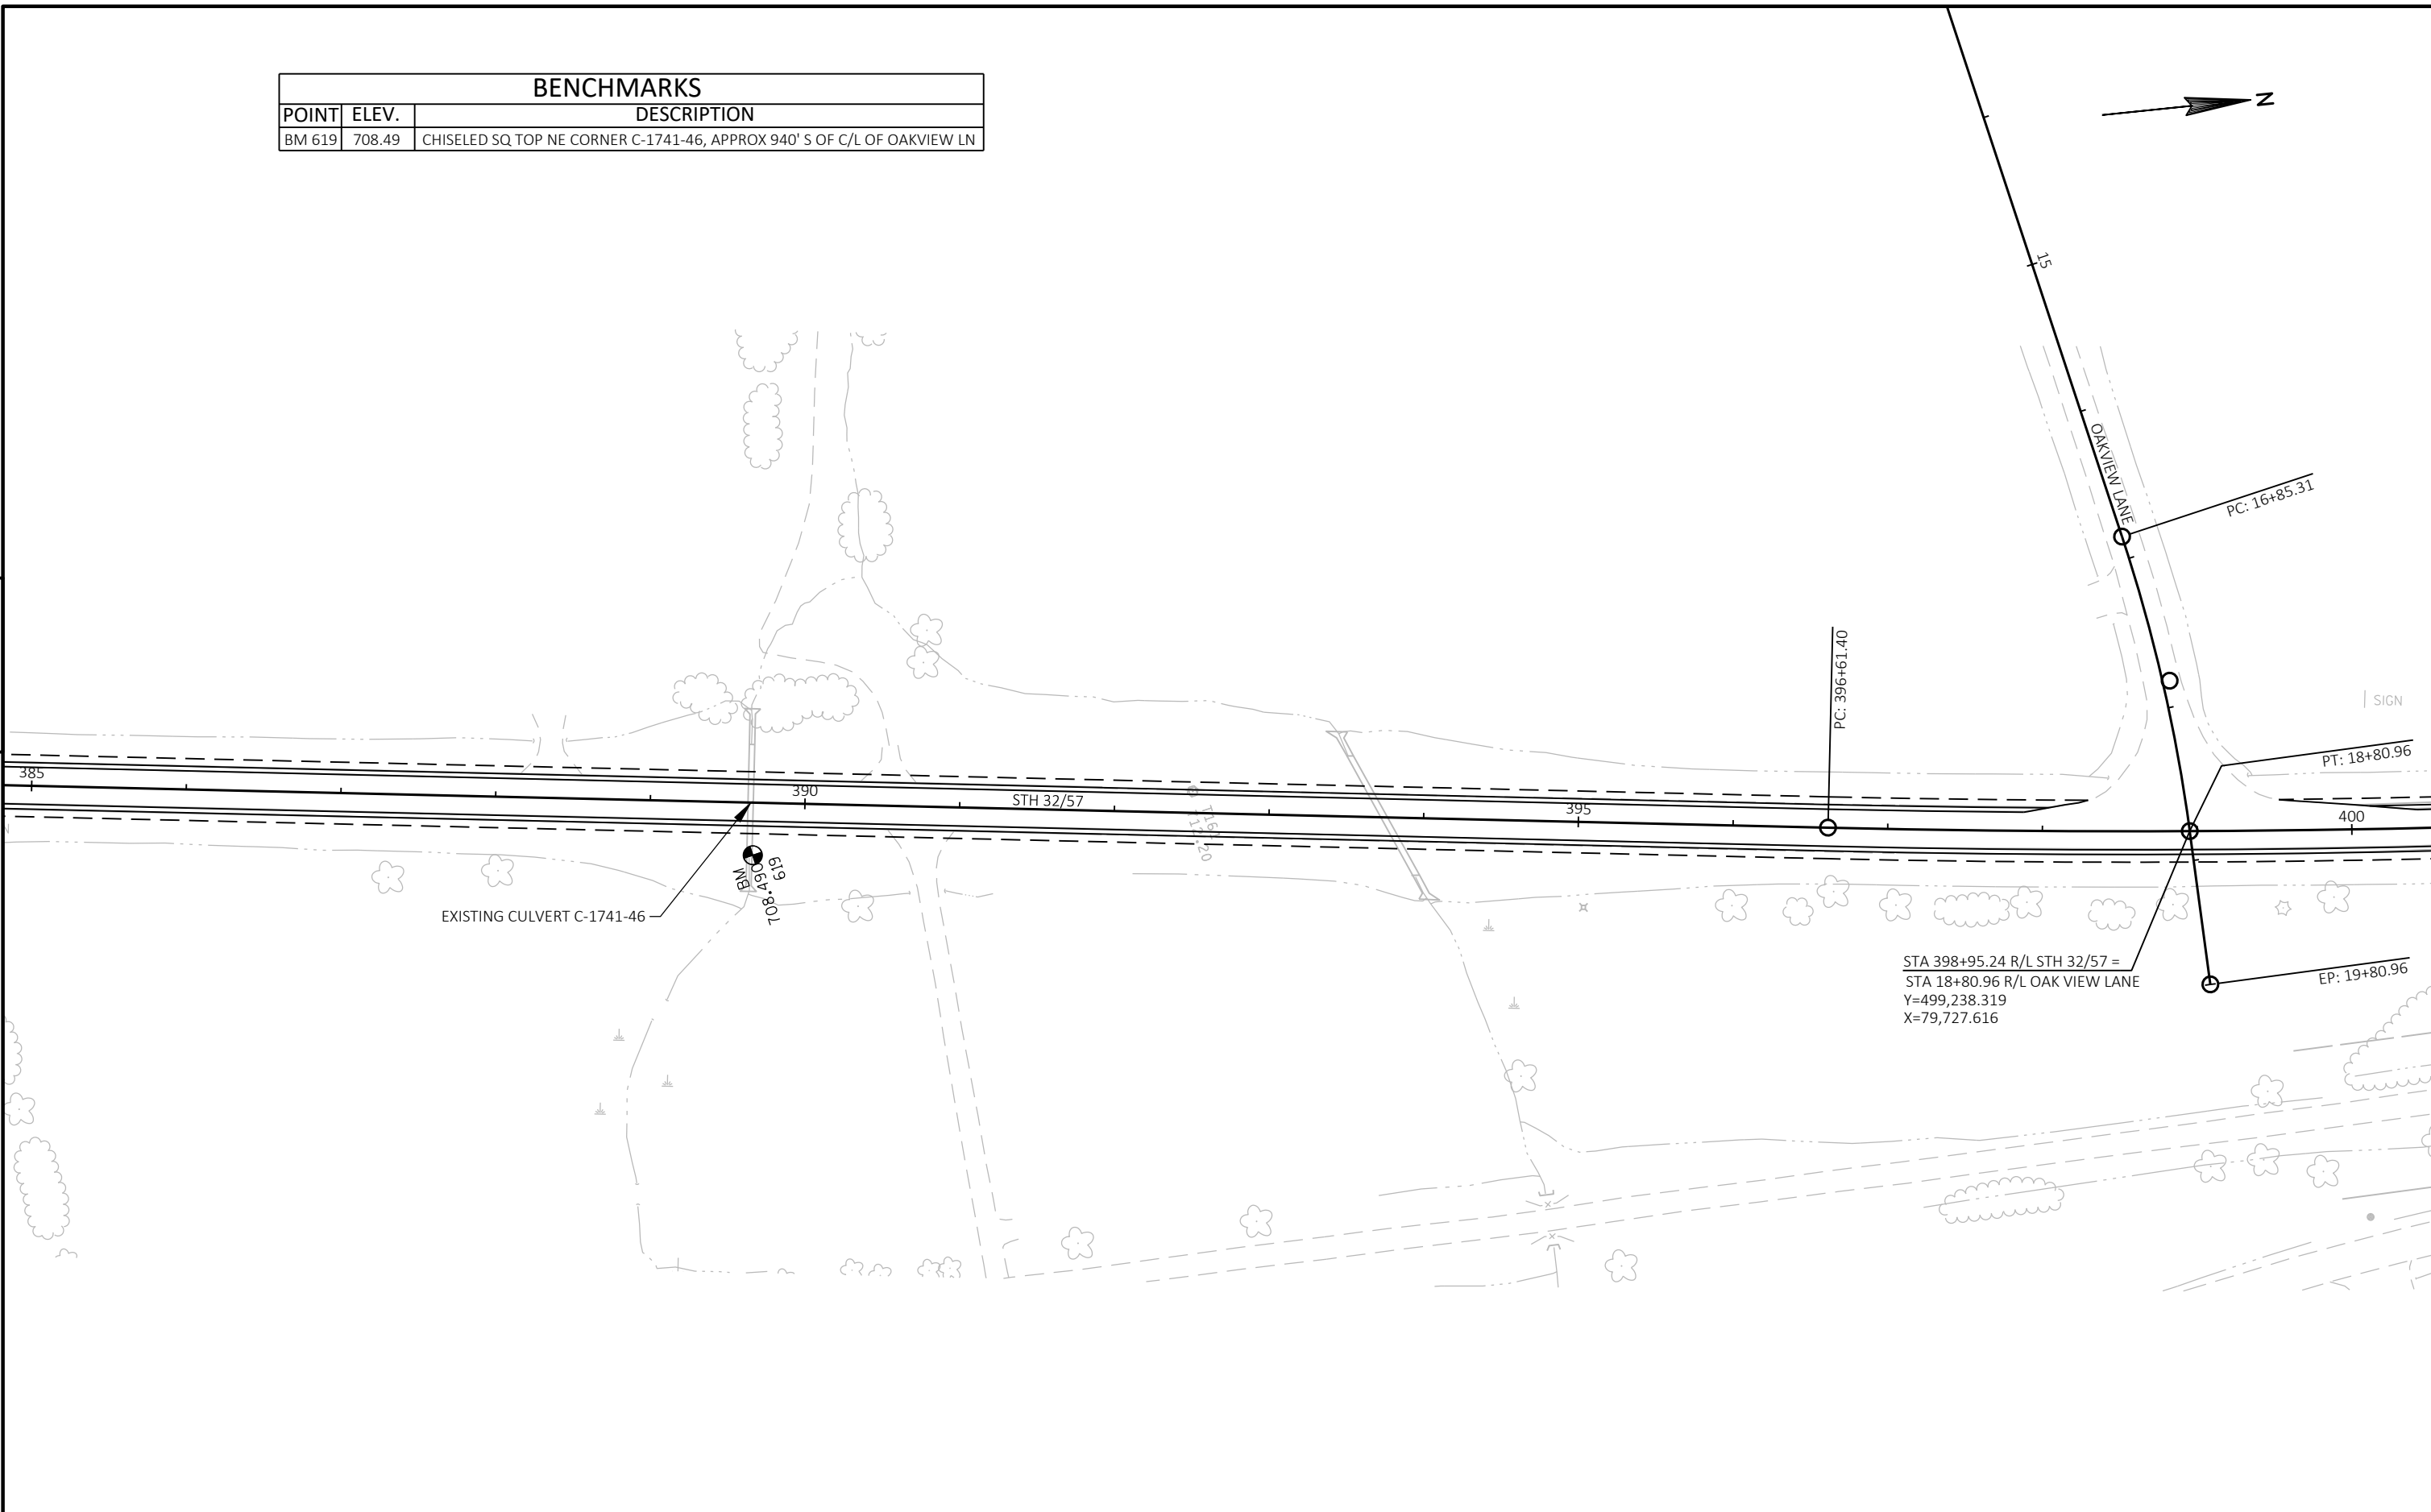 BENCHMARKS
POINT ELEV. DESCRIPTION
BM 619 708.49 CHISELED SQ TOP NE CORNER C-1741-46, APPROX 940' S OF C/L OF OAKVIEW LN
N
15
OAKVIEW LANE
PC: 16+85.31
PC: 396+61.40
SIGN
PT: 18+80.96
385
390
STH 32/57
395
400
BM 619
708.490
EXISTING CULVERT C-1741-46
STA 398+95.24 R/L STH 32/57 =
STA 18+80.96 R/L OAK VIEW LANE
Y=499,238.319
X=79,727.616
EP: 19+80.96